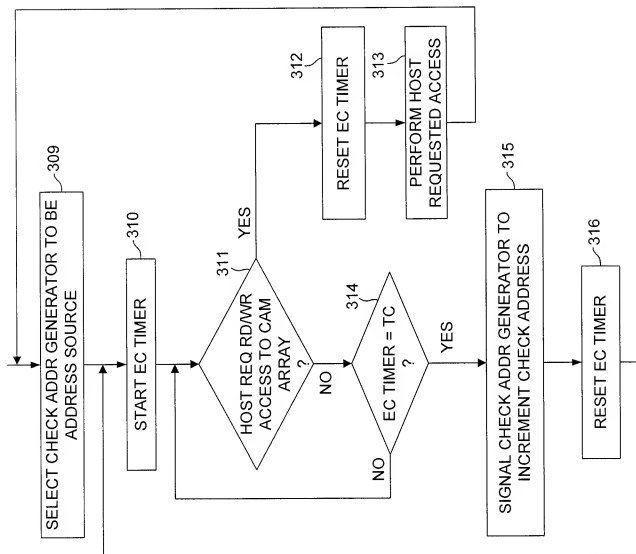 309
SELECT CHECK ADDR GENERATOR TO BE
ADDRESS SOURCE
310
START EC TIMER
311
HOST REQ RD/WR
ACCESS TO CAM
ARRAY
?
YES
NO
312
RESET EC TIMER
313
PERFORM HOST
REQUESTED ACCESS
314
EC TIMER = TC
?
NO
YES
315
SIGNAL CHECK ADDR GENERATOR TO
INCREMENT CHECK ADDRESS
316
RESET EC TIMER